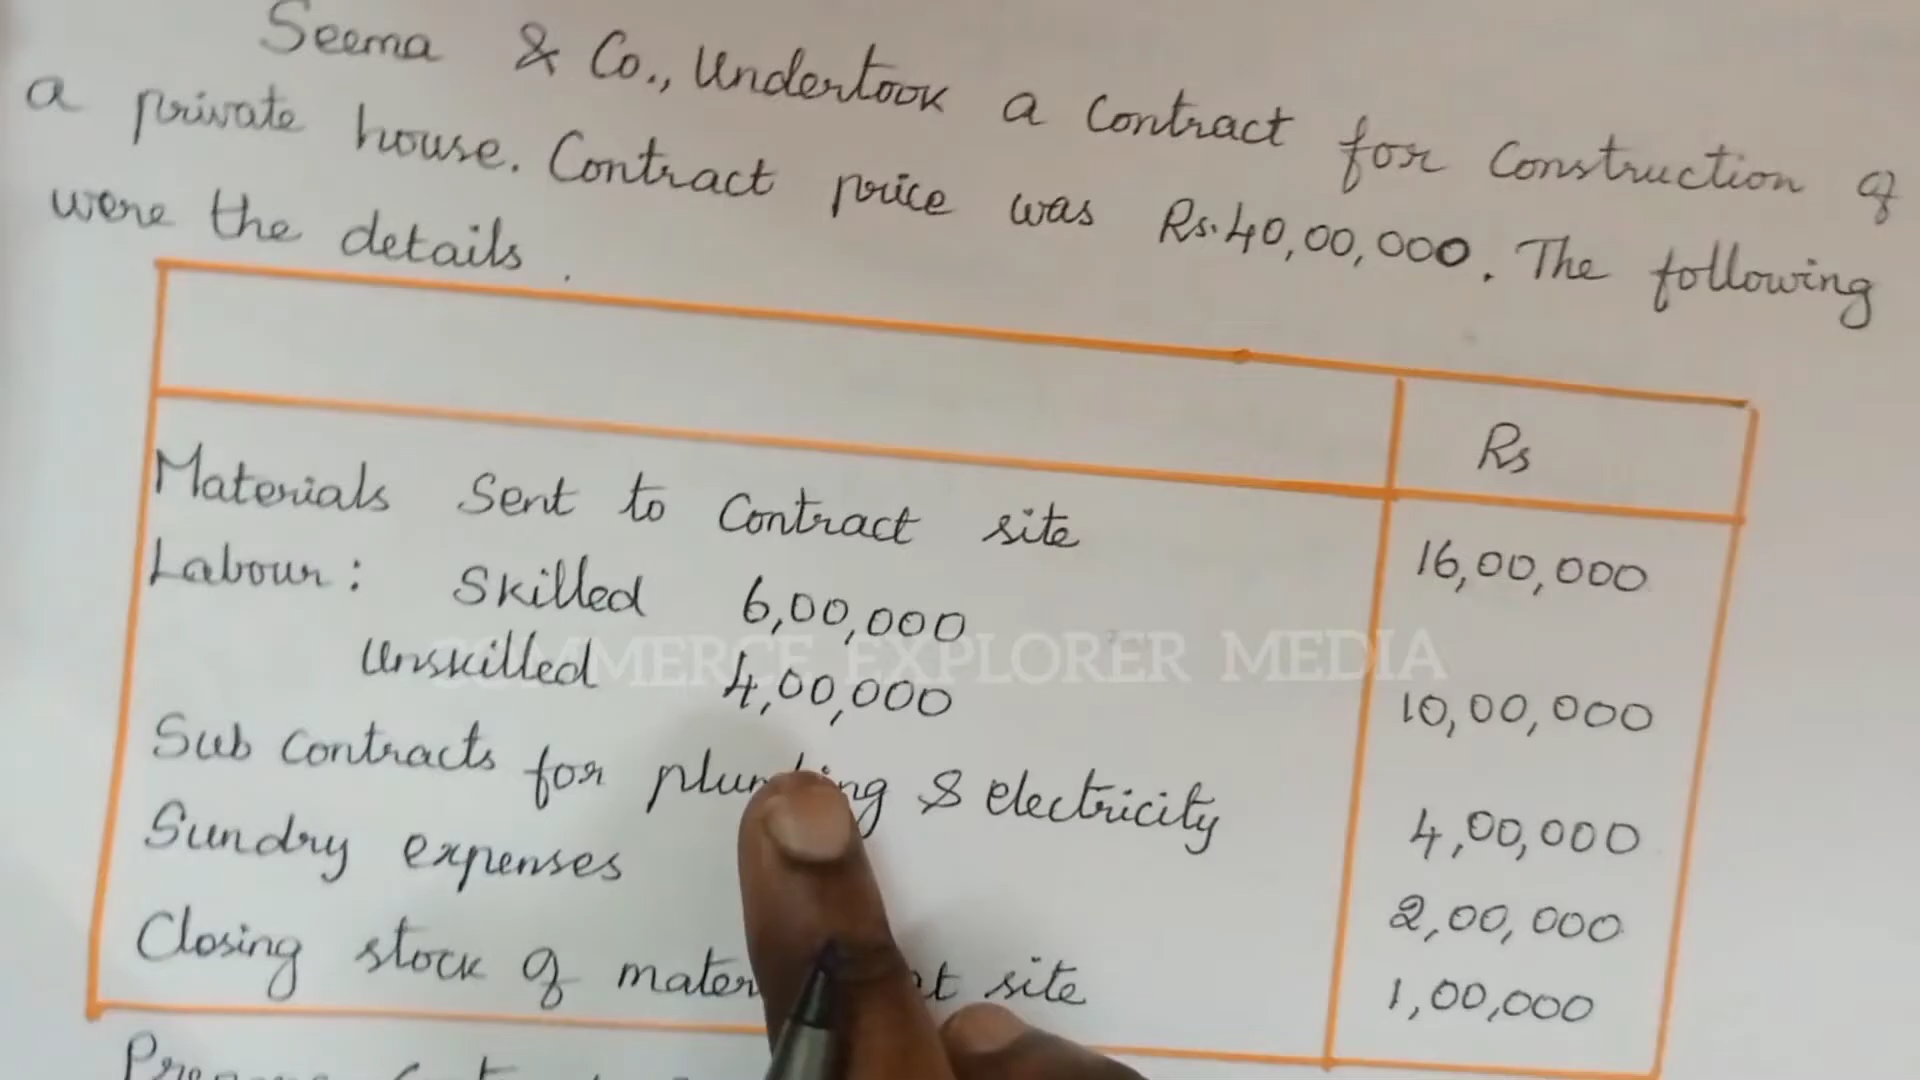 Seema & Co., Undertook a Contract for Construction of
a private house. Contract price was Rs. 40,00,000. The following
were the details.
Rs
Materials Sent to Contract site 16,00,000
Labour: Skilled 6,00,000
Unskilled 4,00,000 10,00,000
COMMERCE EXPLORER MEDIA
Sub Contracts for & electricity 4,00,000
Sundry expenses 2,00,000
Closing stock of site 1,00,000